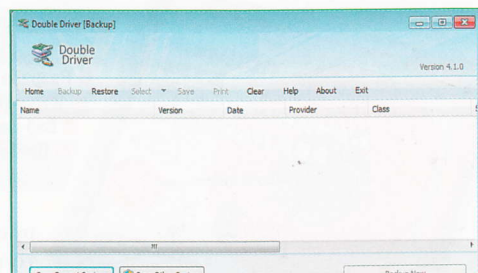 Double Driver [Backup]
Double
Driver
Version 4.1.0
Home Backup Restore Select Save Print Clear Help About Exit
Name Version Date Provider Class